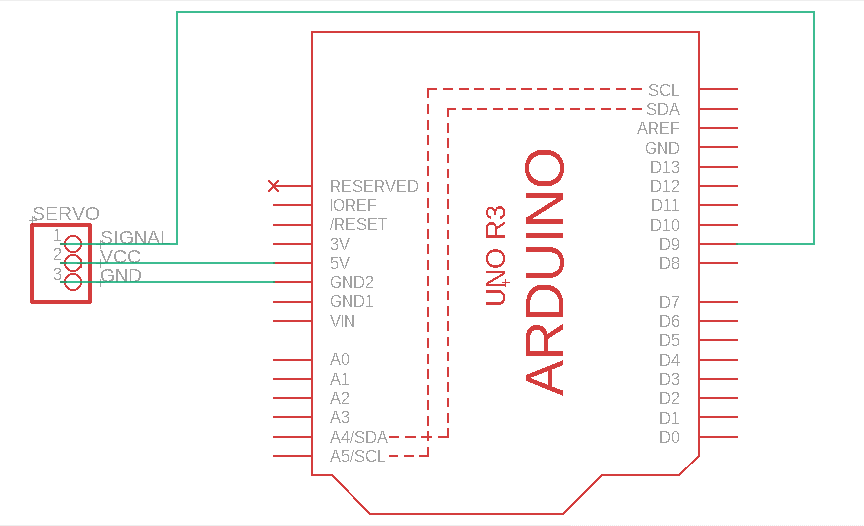 SERVO
1
2
3
SIGNAL
VCC
GND
RESERVED
IOREF
/RESET
3V
5V
GND2
GND1
VIN
A0
A1
A2
A3
A4/SDA
A5/SCL
UNO R3
ARDUINO
SCL
SDA
AREF
GND
D13
D12
D11
D10
D9
D8
D7
D6
D5
D4
D3
D2
D1
D0